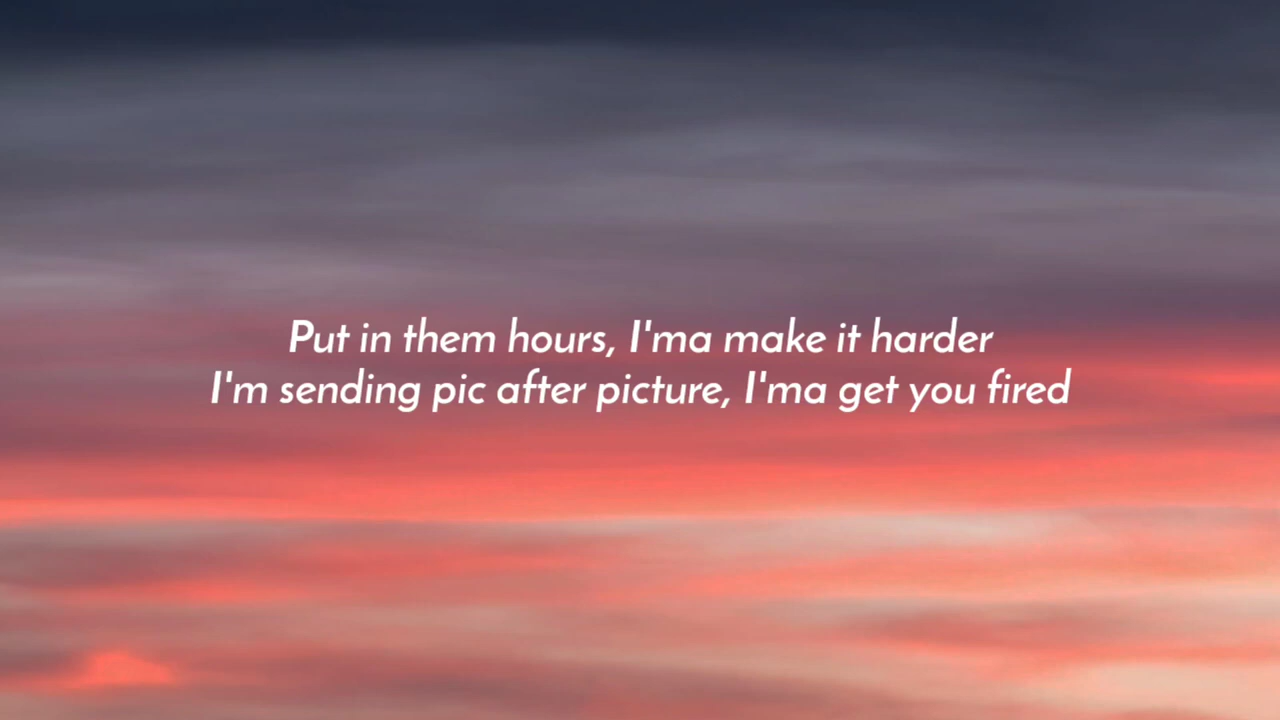 Put in them hours, I'ma make it harder
I'm sending pic after picture, I'ma get you fired